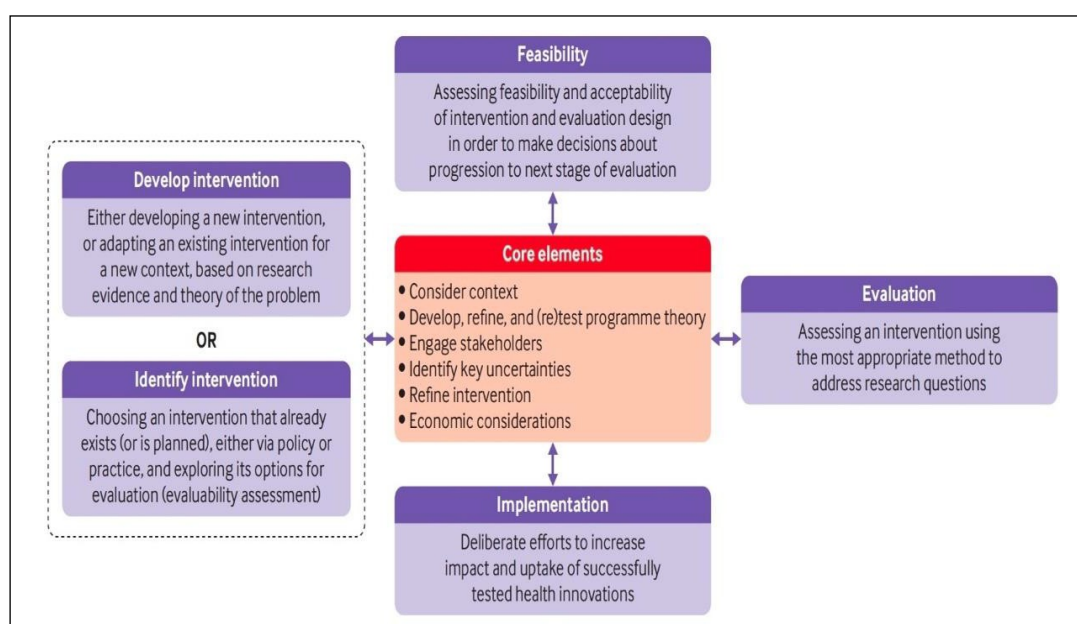 Feasibility
Assessing feasibility and acceptability
of intervention and evaluation design
in order to make decisions about
progression to next stage of evaluation
Develop intervention
Either developing a new intervention,
or adapting an existing intervention for
a new context, based on research
evidence and theory of the problem
OR
Identify intervention
Choosing an intervention that already
exists (or is planned), either via policy or
practice, and exploring its options for
evaluation (evaluability assessment)
Core elements
• Consider context
• Develop, refine, and (re)test programme theory
• Engage stakeholders
• Identify key uncertainties
• Refine intervention
• Economic considerations
Evaluation
Assessing an intervention using
the most appropriate method to
address research questions
Implementation
Deliberate efforts to increase
impact and uptake of successfully
tested health innovations